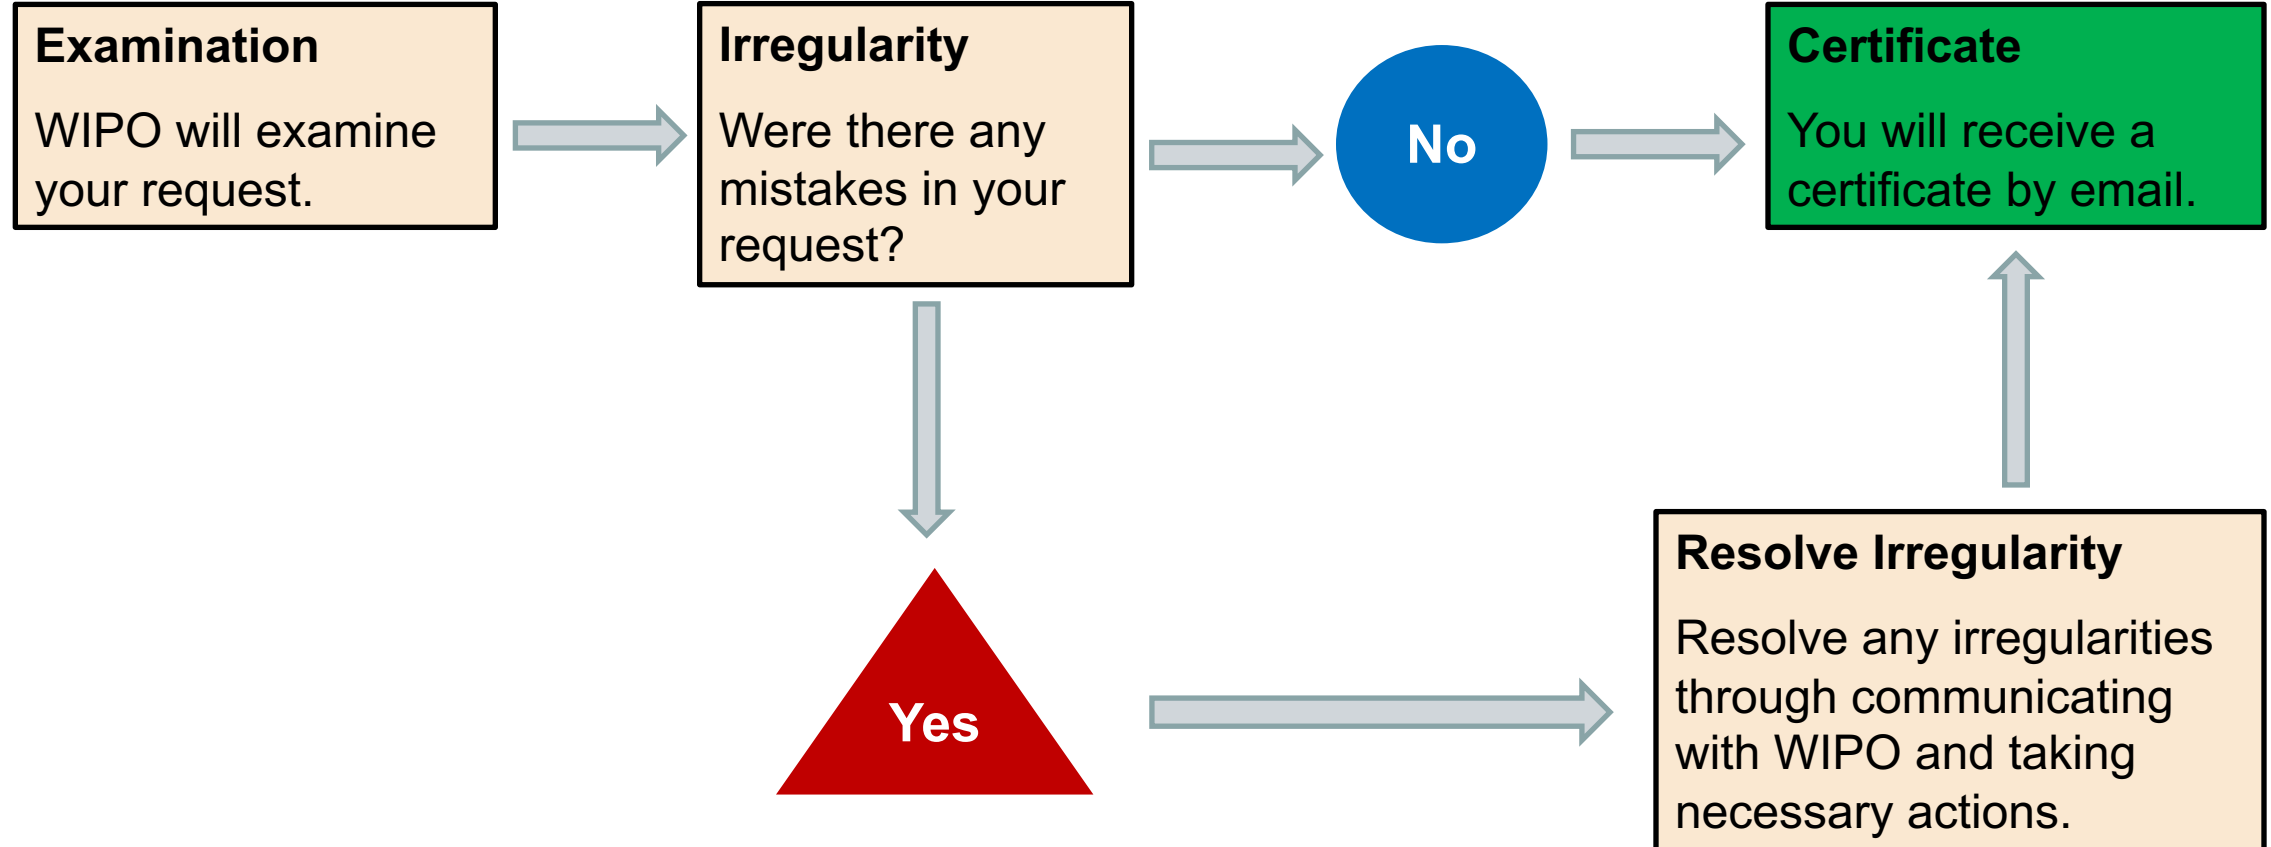 Examination
WIPO will examine
your request.
Irregularity
Were there any
mistakes in your
request?
No
Certificate
You will receive a
certificate by email.
Yes
Resolve Irregularity
Resolve any irregularities
through communicating
with WIPO and taking
necessary actions.